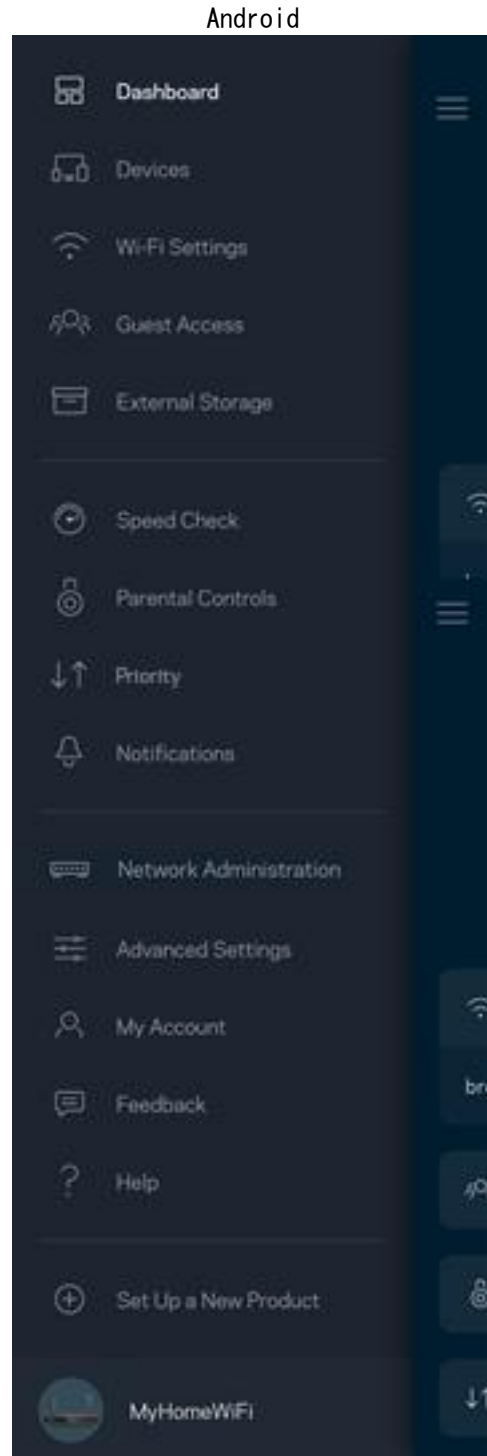 Android
Dashboard
Devices
Wi-Fi Settings
Guest Access
External Storage
Speed Check
Parental Controls
Priority
Notifications
Network Administration
Advanced Settings
My Account
br
Feedback
Help
Set Up a New Product
MyHomeWiFi